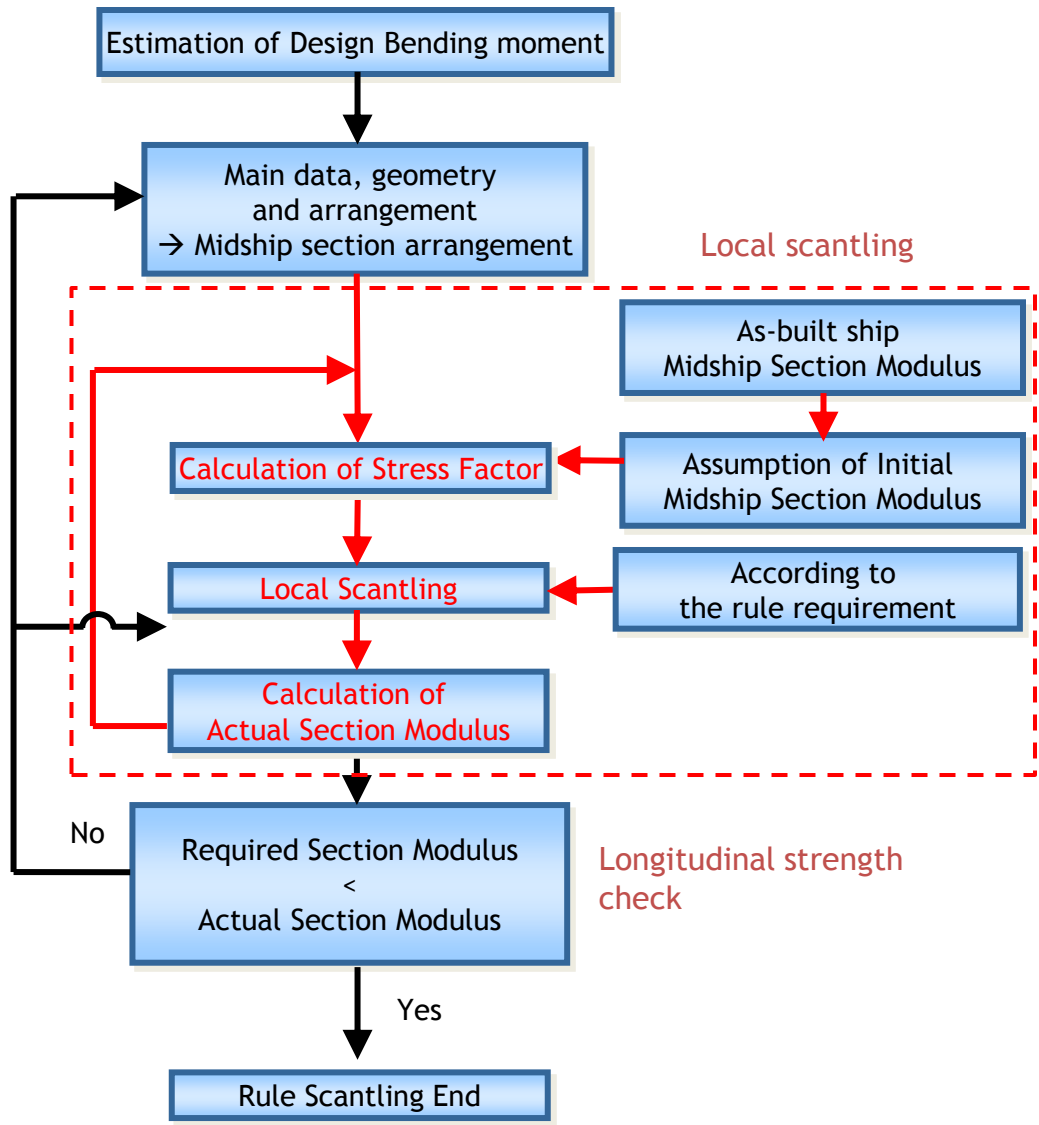 Estimation of Design Bending moment
Main data, geometry
and arrangement
→ Midship section arrangement
Local scantling
As-built ship
Midship Section Modulus
Calculation of Stress Factor
Assumption of Initial
Midship Section Modulus
Local Scantling
According to
the rule requirement
Calculation of
Actual Section Modulus
No
Required Section Modulus
<
Actual Section Modulus
Longitudinal strength
check
Yes
Rule Scantling End